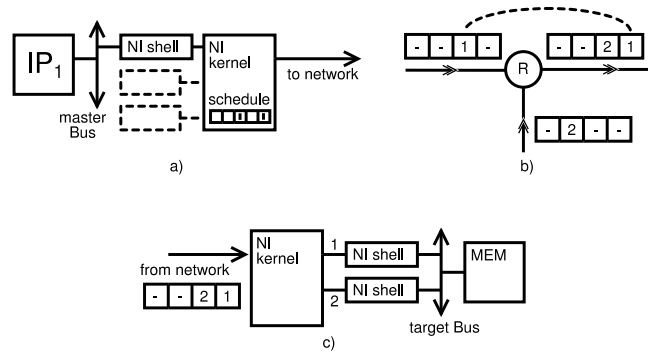 IP1
NI shell
NI
kernel
to network
schedule
master
Bus
a)
- - 1 -
- - 2 1
R
- 2 - -
b)
from network
- - 2 1
NI
kernel
1
NI shell
2
NI shell
MEM
target Bus
c)